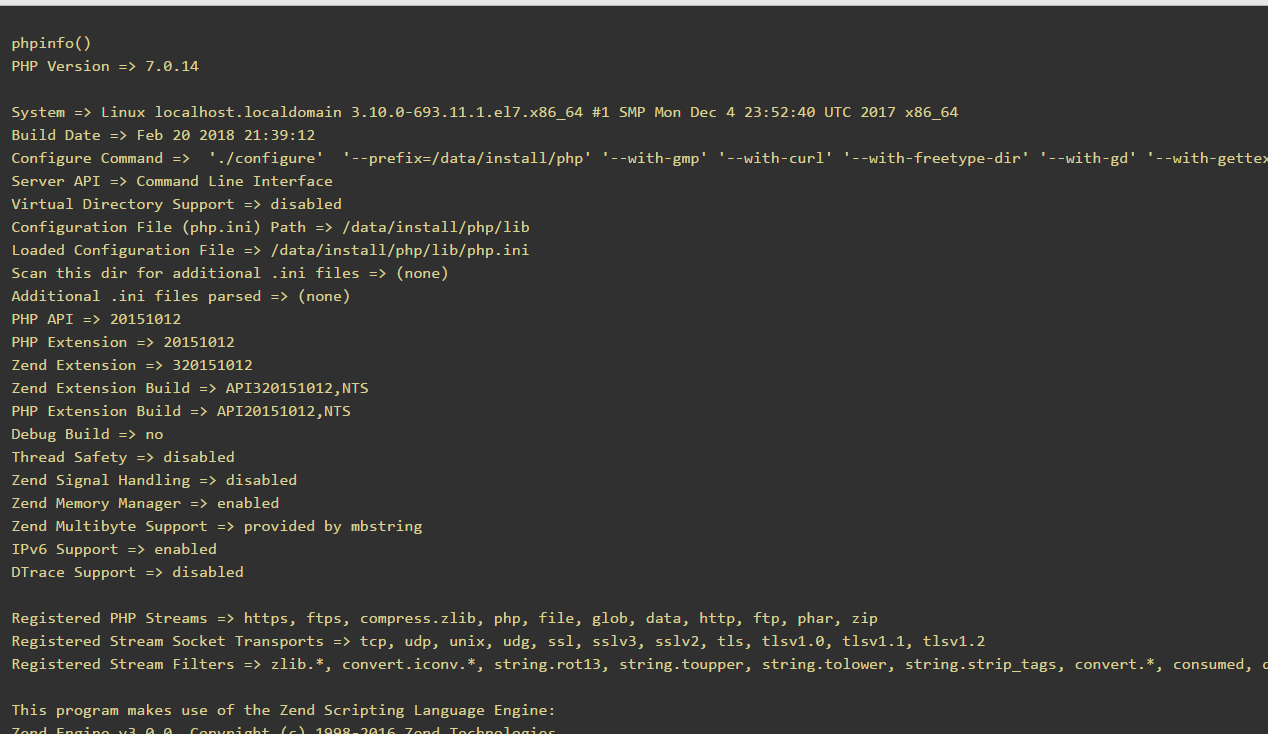 phpinfo()
PHP Version => 7.0.14
System => Linux localhost.localdomain 3.10.0-693.11.1.el7.x86_64 #1 SMP Mon Dec 4 23:52:40 UTC 2017 x86_64
Build Date => Feb 20 2018 21:39:12
Configure Command =>  './configure'  '--prefix=/data/install/php' '--with-gmp' '--with-curl' '--with-freetype-dir' '--with-gd' '--with-gettex
Server API => Command Line Interface
Virtual Directory Support => disabled
Configuration File (php.ini) Path => /data/install/php/lib
Loaded Configuration File => /data/install/php/lib/php.ini
Scan this dir for additional .ini files => (none)
Additional .ini files parsed => (none)
PHP API => 20151012
PHP Extension => 20151012
Zend Extension => 320151012
Zend Extension Build => API320151012,NTS
PHP Extension Build => API20151012,NTS
Debug Build => no
Thread Safety => disabled
Zend Signal Handling => disabled
Zend Memory Manager => enabled
Zend Multibyte Support => provided by mbstring
IPv6 Support => enabled
DTrace Support => disabled
Registered PHP Streams => https, ftps, compress.zlib, php, file, glob, data, http, ftp, phar, zip
Registered Stream Socket Transports => tcp, udp, unix, udg, ssl, sslv3, sslv2, tls, tlsv1.0, tlsv1.1, tlsv1.2
Registered Stream Filters => zlib.*, convert.iconv.*, string.rot13, string.toupper, string.tolower, string.strip_tags, convert.*, consumed,
This program makes use of the Zend Scripting Language Engine:
Zend Engine v3.0.0, Copyright (c) 1998-2016 Zend Technologies